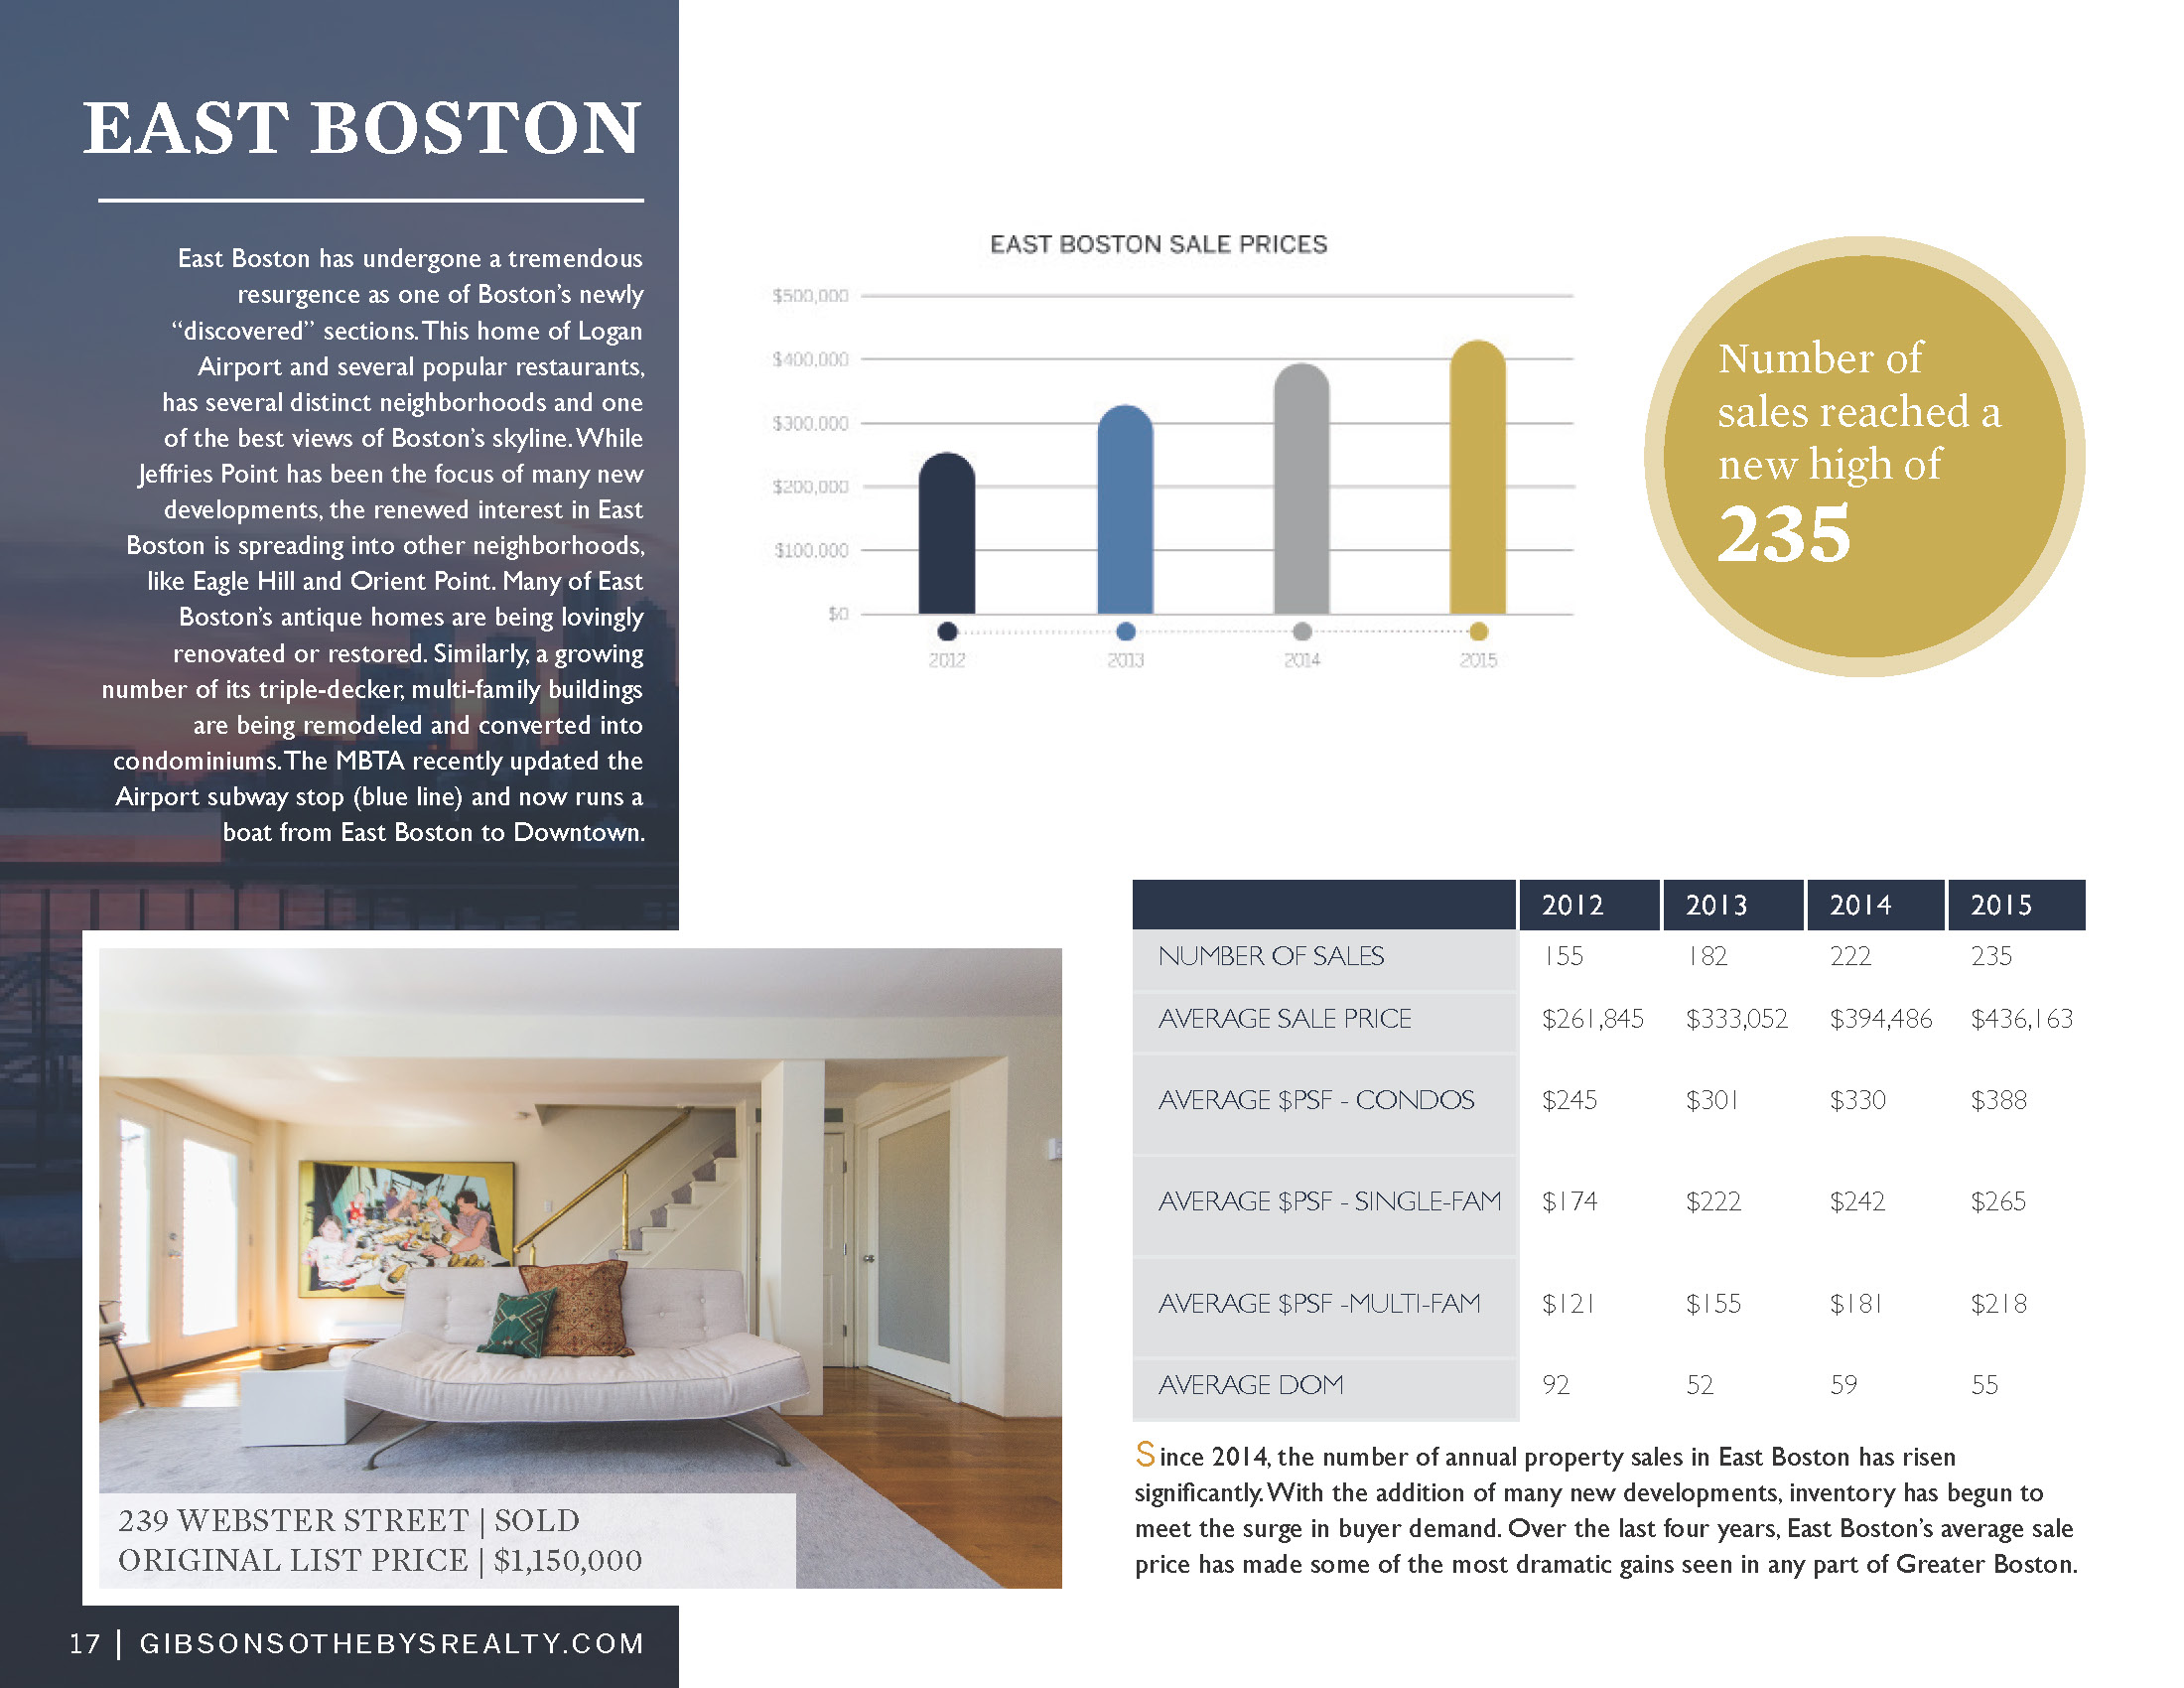 EAST BOSTON
East Boston has undergone a tremendous
resurgence as one of Boston’s newly
“discovered” sections. This home of Logan
Airport and several popular restaurants,
has several distinct neighborhoods and one
of the best views of Boston’s skyline. While
Jeffries Point has been the focus of many new
developments, the renewed interest in East
Boston is spreading into other neighborhoods,
like Eagle Hill and Orient Point. Many of East
Boston’s antique homes are being lovingly
renovated or restored. Similarly, a growing
number of its triple-decker, multi-family buildings
are being remodeled and converted into
condominiums. The MBTA recently updated the
Airport subway stop (blue line) and now runs a
boat from East Boston to Downtown.
EAST BOSTON SALE PRICES
$500,000
$400,000
$300,000
$200,000
$100,000
$0
2012 2013 2014 2015
Number of
sales reached a
new high of
235
2012 2013 2014 2015
NUMBER OF SALES 155 182 222 235
AVERAGE SALE PRICE $261,845 $333,052 $394,486 $436,163
AVERAGE $PSF - CONDOS $245 $301 $330 $388
AVERAGE $PSF - SINGLE-FAM $174 $222 $242 $265
AVERAGE $PSF -MULTI-FAM $121 $155 $181 $218
AVERAGE DOM 92 52 59 55
Since 2014, the number of annual property sales in East Boston has risen
significantly. With the addition of many new developments, inventory has begun to
meet the surge in buyer demand. Over the last four years, East Boston’s average sale
price has made some of the most dramatic gains seen in any part of Greater Boston.
239 WEBSTER STREET | SOLD
ORIGINAL LIST PRICE | $1,150,000
17 | GIBSONSOTHEBYSREALTY.COM